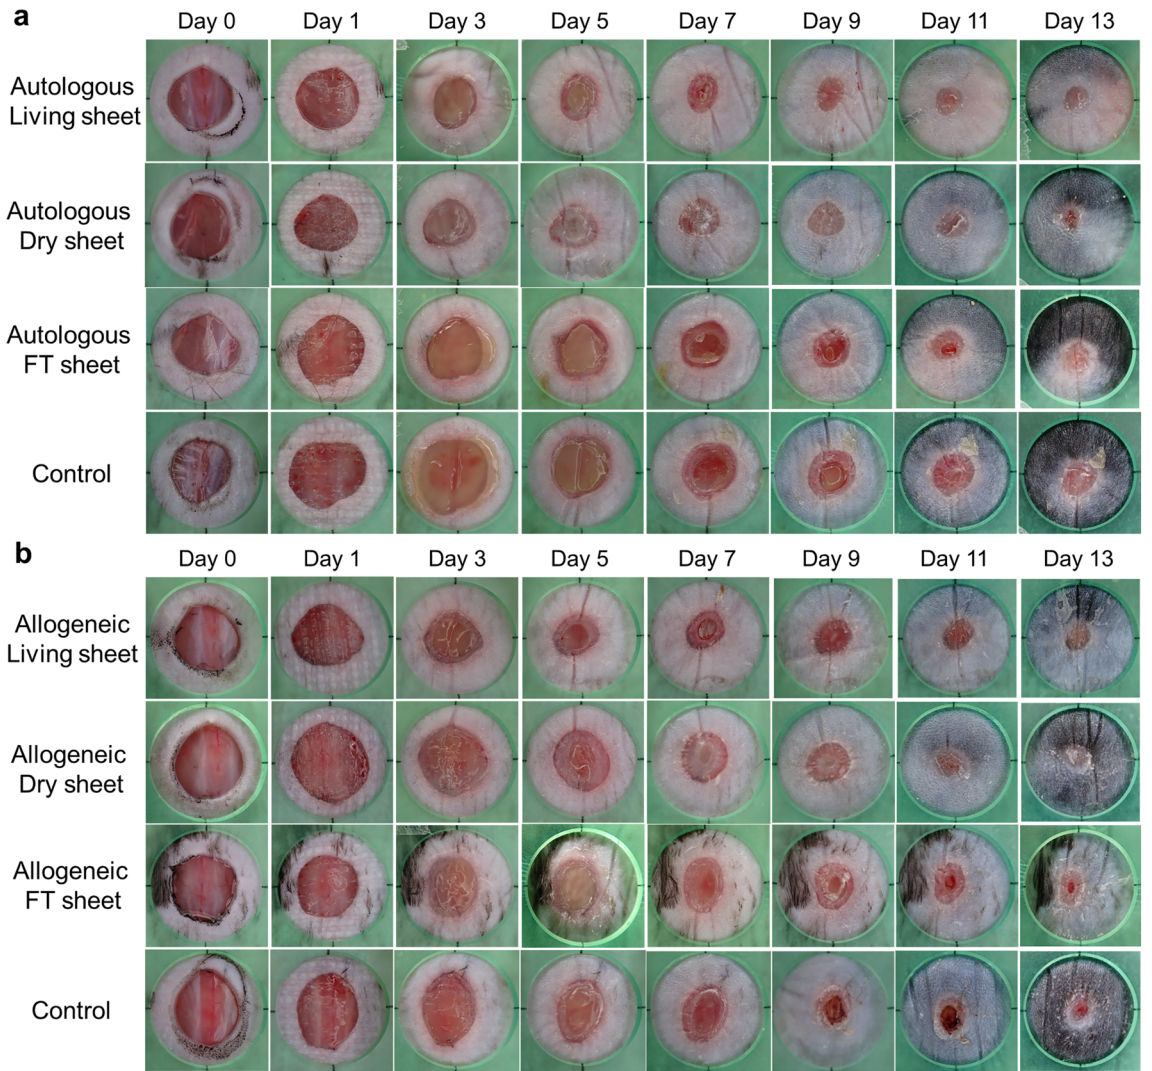 a
Day 0 Day 1 Day 3 Day 5 Day 7 Day 9 Day 11 Day 13
Autologous
Living sheet
Autologous
Dry sheet
Autologous
FT sheet
Control
b
Day 0 Day 1 Day 3 Day 5 Day 7 Day 9 Day 11 Day 13
Allogeneic
Living sheet
Allogeneic
Dry sheet
Allogeneic
FT sheet
Control